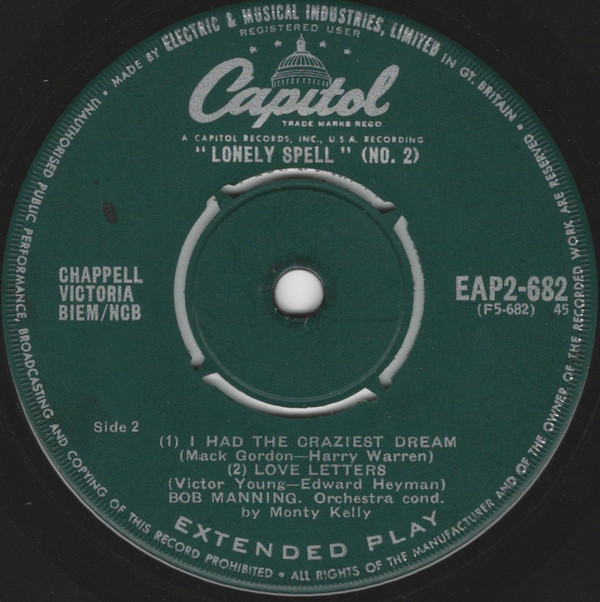 MADE BY ELECTRIC & MUSICAL INDUSTRIES, LIMITED IN GT. BRITAIN • ALL RIGHTS OF THE MANUFACTURER AND OF THE OWNER OF THE RECORDED WORK ARE RESERVED •
UNAUTHORISED PUBLIC PERFORMANCE, BROADCASTING AND COPYING OF THIS RECORD PROHIBITED •
REGISTERED USER
Capitol
TRADE MARKS REGD.
A CAPITOL RECORDS, INC., U.S.A. RECORDING
"LONELY SPELL" (NO. 2)
CHAPPELL
VICTORIA
BIEM/NCB
EAP2-682
(F5-682) 45
Side 2
(1) I HAD THE CRAZIEST DREAM
(Mack Gordon—Harry Warren)
(2) LOVE LETTERS
(Victor Young—Edward Heyman)
BOB MANNING. Orchestra cond.
by Monty Kelly
EXTENDED PLAY